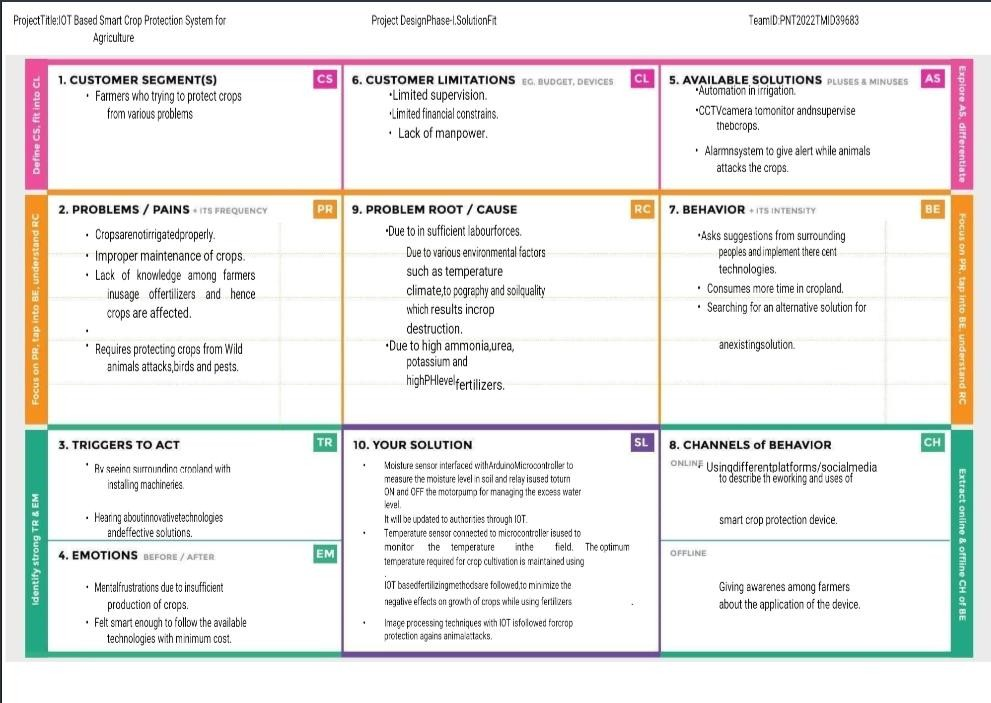 ProjectTitle:IOT Based Smart Crop Protection System for
Agriculture
Project DesignPhase-I.SolutionFit
TeamID:PNT2022TMID39683
Define CS, fit into CL
1. CUSTOMER SEGMENT(S)
CS
• Farmers who trying to protect crops
from various problems
6. CUSTOMER LIMITATIONS EG. BUDGET, DEVICES
CL
•Limited supervision.
•Limited financial constrains.
• Lack of manpower.
5. AVAILABLE SOLUTIONS PLUSES & MINUSES
AS
•Automation in irrigation.
•CCTVcamera tomonitor andnsupervise
thebcrops.
• Alarmnsystem to give alert while animals
attacks the crops.
Explore AS, differentiate
Focus on PR, tap into BE, understand RC
2. PROBLEMS / PAINS + ITS FREQUENCY
PR
• Cropsarenotirrigatedproperly.
• Improper maintenance of crops.
• Lack of knowledge among farmers
inusage offertilizers and hence
crops are affected.
•
• Requires protecting crops from Wild
animals attacks,birds and pests.
9. PROBLEM ROOT / CAUSE
RC
•Due to in sufficient labourforces.
Due to various environmental factors
such as temperature
climate,to pography and soilquality
which results incrop
destruction.
•Due to high ammonia,urea,
potassium and
highPHlevelfertilizers.
7. BEHAVIOR + ITS INTENSITY
BE
•Asks suggestions from surrounding
peoples and implement there cent
technologies.
• Consumes more time in cropland.
• Searching for an alternative solution for
anexistingsolution.
Focus on PR, tap into BE, understand RC
Identify strong TR & EM
3. TRIGGERS TO ACT
TR
• By seeing surrounding cropland with
installing machineries.
• Hearing aboutinnovativetechnologies
andeffective solutions.
4. EMOTIONS BEFORE / AFTER
EM
• Mentalfrustrations due to insufficient
production of crops.
• Felt smart enough to follow the available
technologies with minimum cost.
10. YOUR SOLUTION
SL
• Moisture sensor interfaced withArduinoMicrocontroller to
measure the moisture level in soil and relay isused toturn
ON and OFF the motorpump for managing the excess water
level.
It will be updated to authorities through IOT.
• Temperature sensor connected to microcontroller isused to
monitor the temperature inthe field. The optimum
temperature required for crop cultivation is maintained using
.
IOT basedfertilizingmethodsare followed,to minimize the
negative effects on growth of crops while using fertilizers .
• Image processing techniques with IOT isfollowed forcrop
protection agains animalattacks.
8. CHANNELS of BEHAVIOR
CH
ONLINE
• Usingdifferentplatforms/socialmedia
to describe th eworking and uses of
smart crop protection device.
OFFLINE
Giving awarenes among farmers
about the application of the device.
Extract online & offline CH of BE